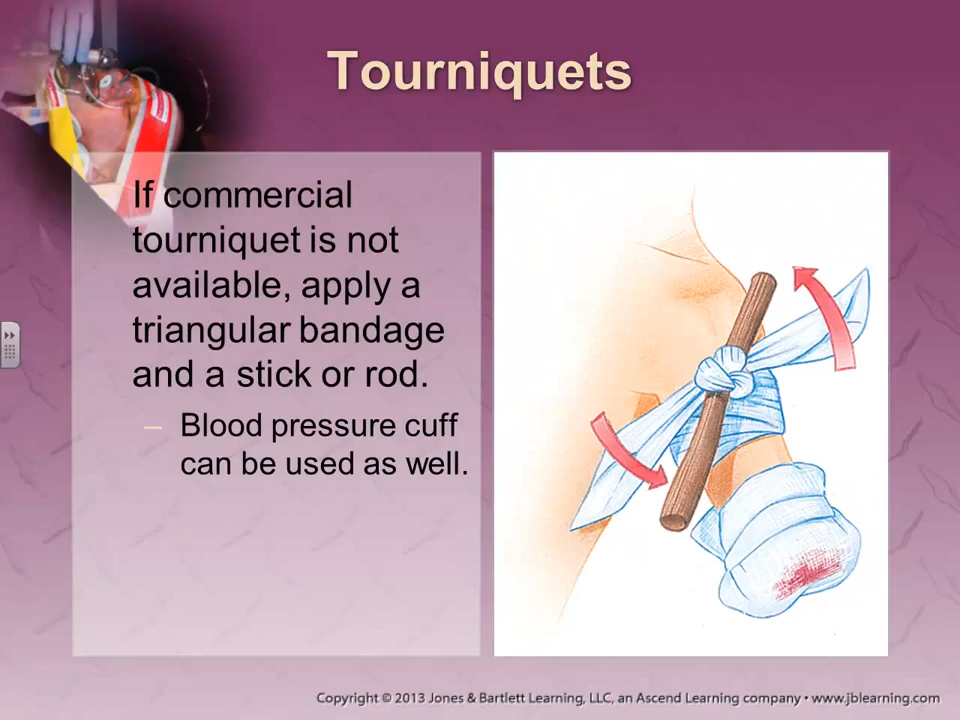 Tourniquets
If commercial
tourniquet is not
available, apply a
triangular bandage
and a stick or rod.
– Blood pressure cuff
can be used as well.
Copyright © 2013 Jones & Bartlett Learning, LLC, an Ascend Learning company • www.jblearning.com